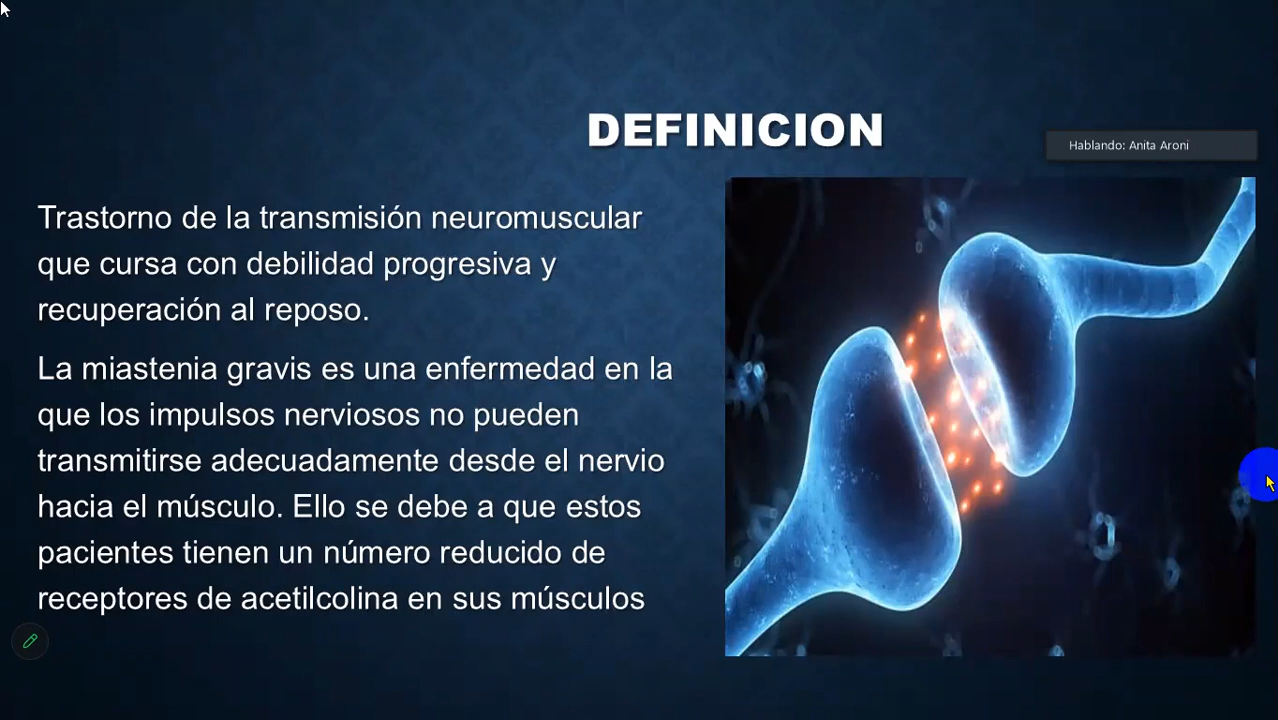 DEFINICION
Hablando: Anita Aroni
Trastorno de la transmisión neuromuscular
que cursa con debilidad progresiva y
recuperación al reposo.
La miastenia gravis es una enfermedad en la
que los impulsos nerviosos no pueden
transmitirse adecuadamente desde el nervio
hacia el músculo. Ello se debe a que estos
pacientes tienen un número reducido de
receptores de acetilcolina en sus músculos